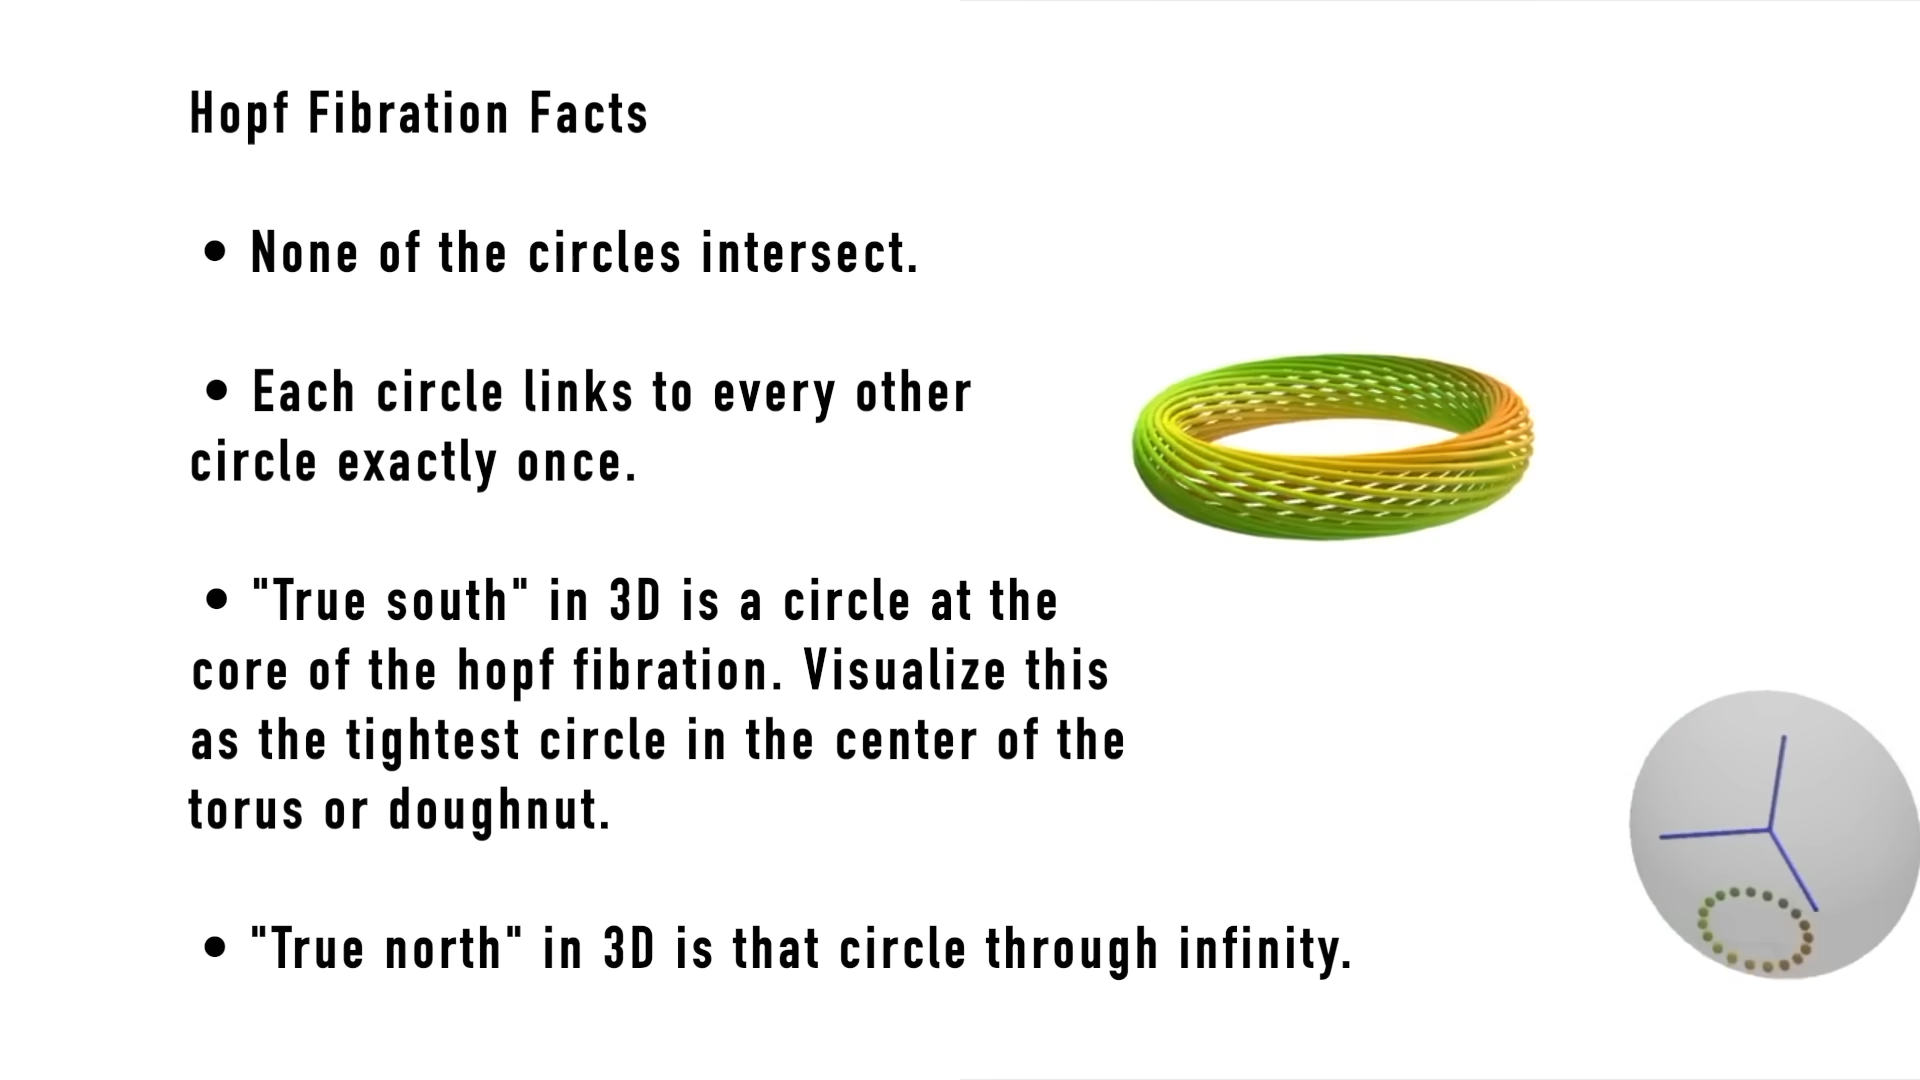 Hopf Fibration Facts
• None of the circles intersect.
• Each circle links to every other
circle exactly once.
• "True south" in 3D is a circle at the
core of the hopf fibration. Visualize this
as the tightest circle in the center of the
torus or doughnut.
• "True north" in 3D is that circle through infinity.